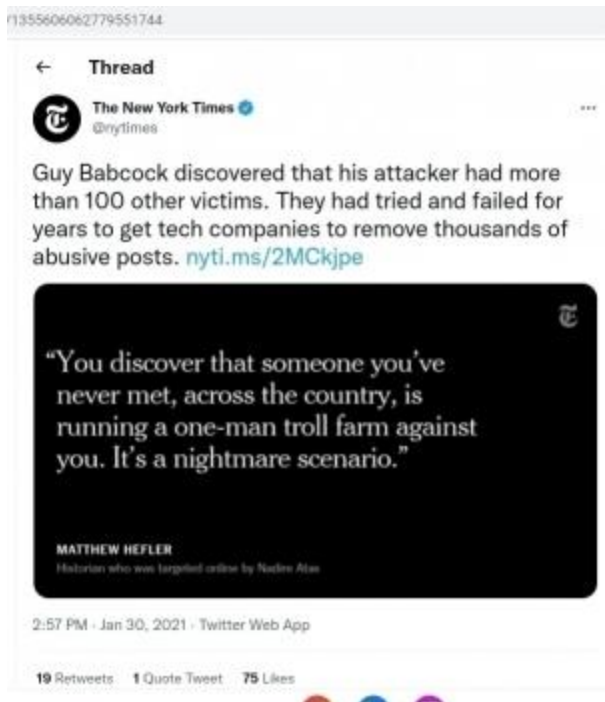 /1355606062779551744
← Thread
The New York Times
@nytimes
Guy Babcock discovered that his attacker had more
than 100 other victims. They had tried and failed for
years to get tech companies to remove thousands of
abusive posts. nyti.ms/2MCkjpe
“You discover that someone you’ve
never met, across the country, is
running a one-man troll farm against
you. It’s a nightmare scenario.”
MATTHEW HEFLER
Historian who was targeted online by Nadire Atas
2:57 PM · Jan 30, 2021 · Twitter Web App
19 Retweets 1 Quote Tweet 75 Likes